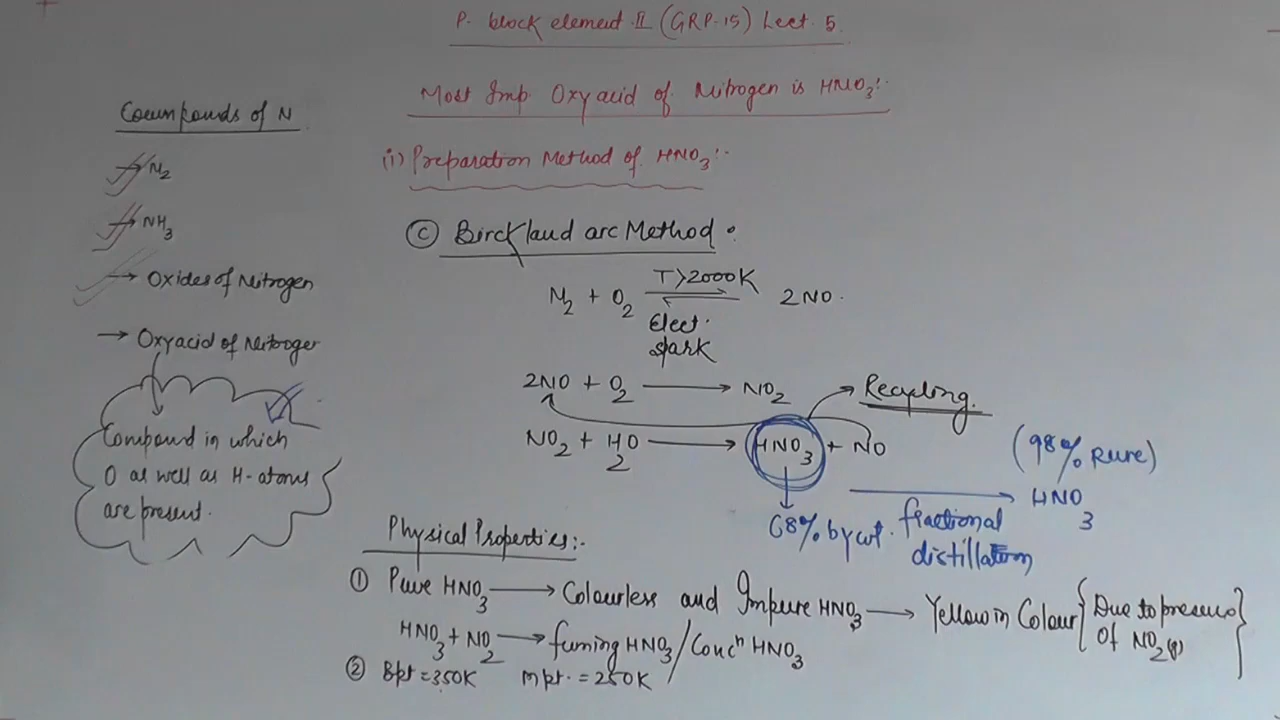 P. block element-II (GRP-15) Lect 5.
Most Imp Oxyacid of Nitrogen is HNO3:-
Compounds of N
→ N2
→ NH3
→ Oxides of Nitrogen
→ Oxyacid of Nitrogen
Compound in which
O as well as H-atoms
are present.
(i) Preparation Method of HNO3:-
(C) Birckland arc Method :
T>2000K
N2 + O2 ⇌ 2NO.
Elect.
spark
2NO + O2 → NO2
Recycling.
NO2 + H2O → HNO3 + NO
(98% Pure)
HNO3
68% by wt. fractional
distillation
Physical Properties:-
① Pure HNO3 → Colourless and Impure HNO3 → Yellow in Colour {Due to presence
of NO2(g)}
HNO3 + NO2 → fuming HNO3/Concn HNO3
② Bpt = 350K Mpt. = 250K